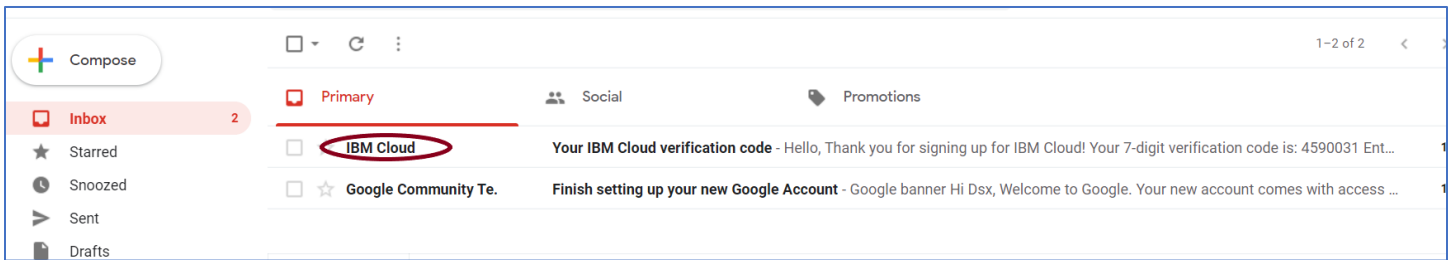 Compose
1–2 of 2
Primary
Social
Promotions
Inbox 2
Starred
Snoozed
Sent
Drafts
IBM Cloud Your IBM Cloud verification code - Hello, Thank you for signing up for IBM Cloud! Your 7-digit verification code is: 4590031 Ent...
Google Community Te. Finish setting up your new Google Account - Google banner Hi Dsx, Welcome to Google. Your new account comes with access ...